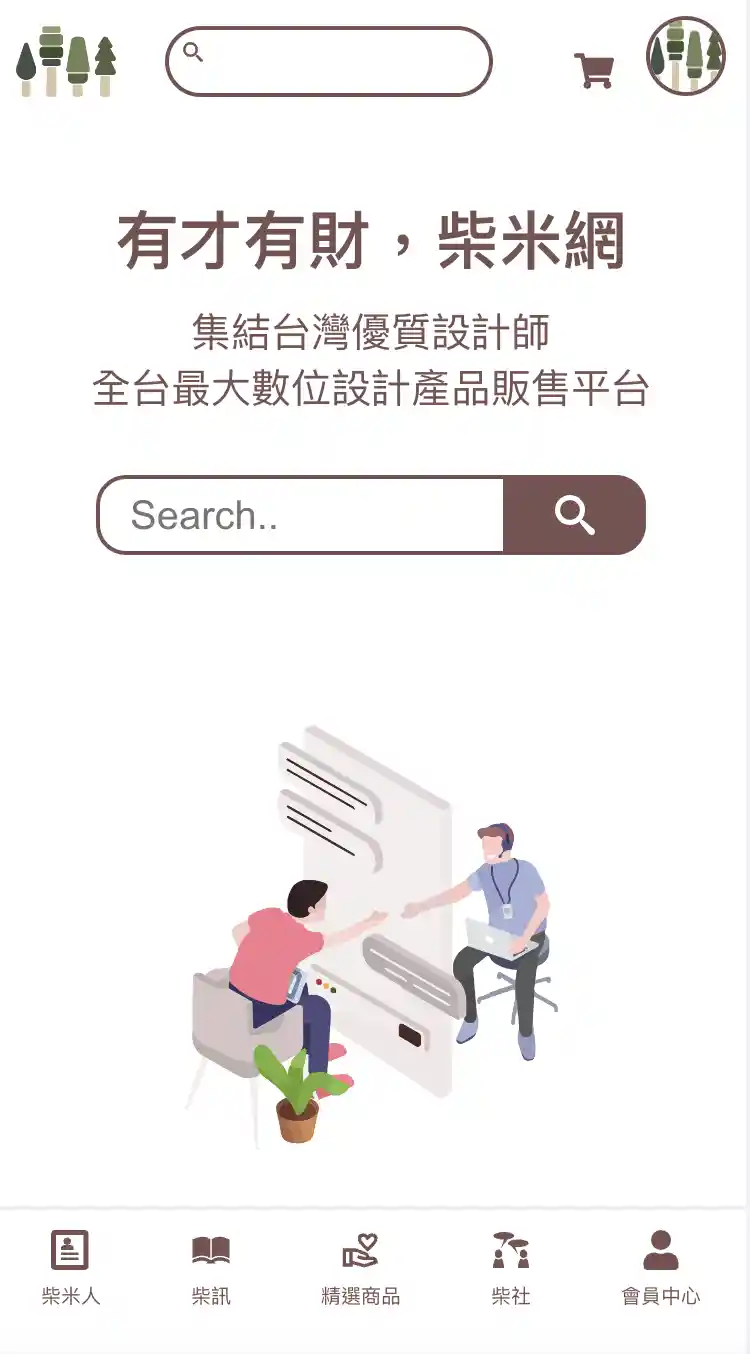 有才有財，柴米網
集結台灣優質設計師
全台最大數位設計產品販售平台
Search..
柴米人
柴訊
精選商品
柴社
會員中心